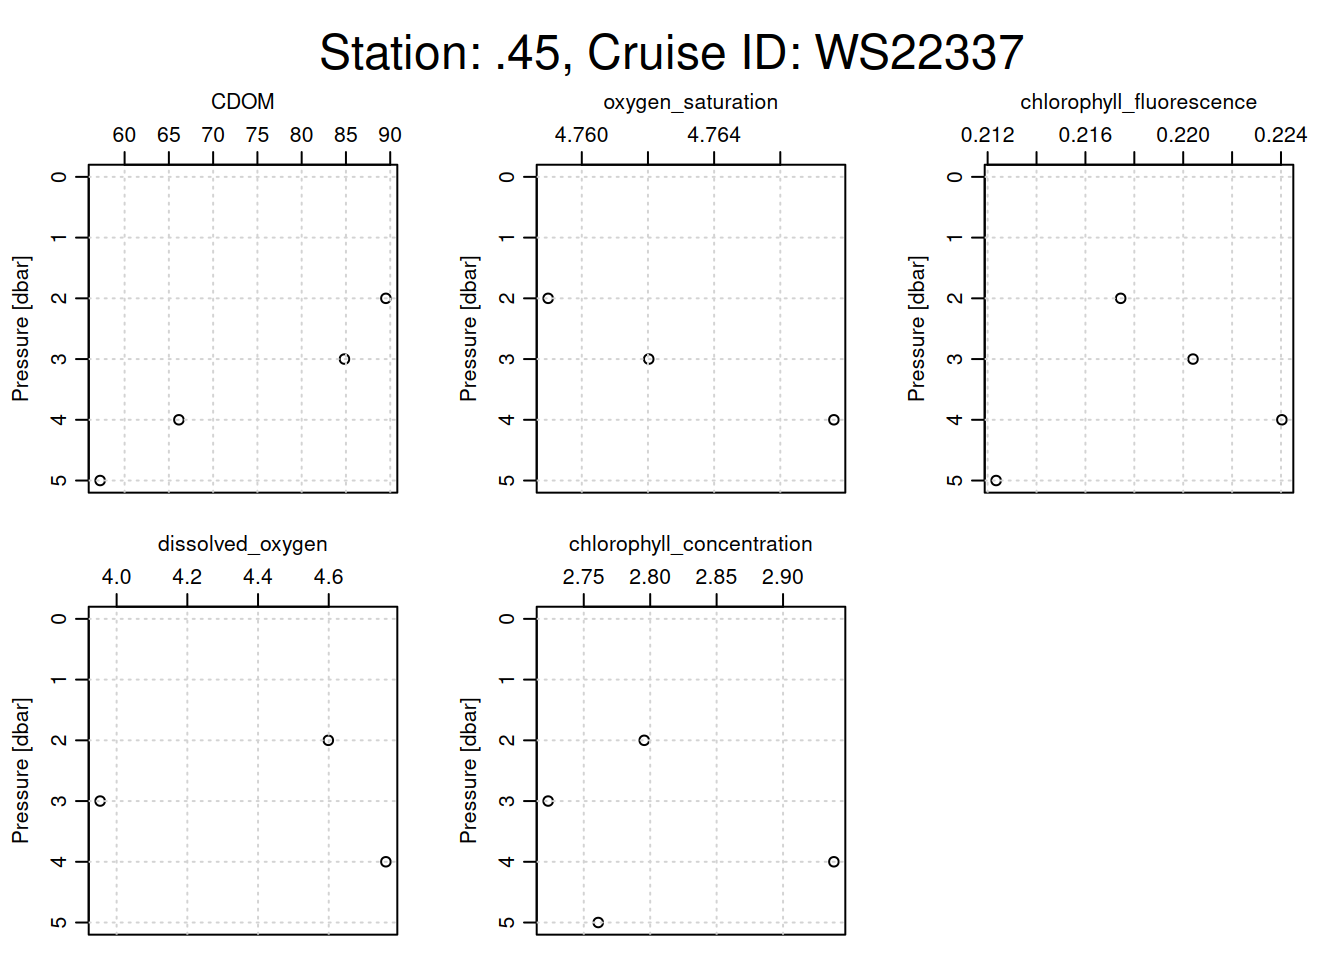 Station: .45, Cruise ID: WS22337
CDOM
60 65 70 75 80 85 90
Pressure [dbar]
0
1
2
3
4
5
oxygen_saturation
4.760 4.764
Pressure [dbar]
0
1
2
3
4
5
chlorophyll_fluorescence
0.212 0.216 0.220 0.224
Pressure [dbar]
0
1
2
3
4
5
dissolved_oxygen
4.0 4.2 4.4 4.6
Pressure [dbar]
0
1
2
3
4
5
chlorophyll_concentration
2.75 2.80 2.85 2.90
Pressure [dbar]
0
1
2
3
4
5